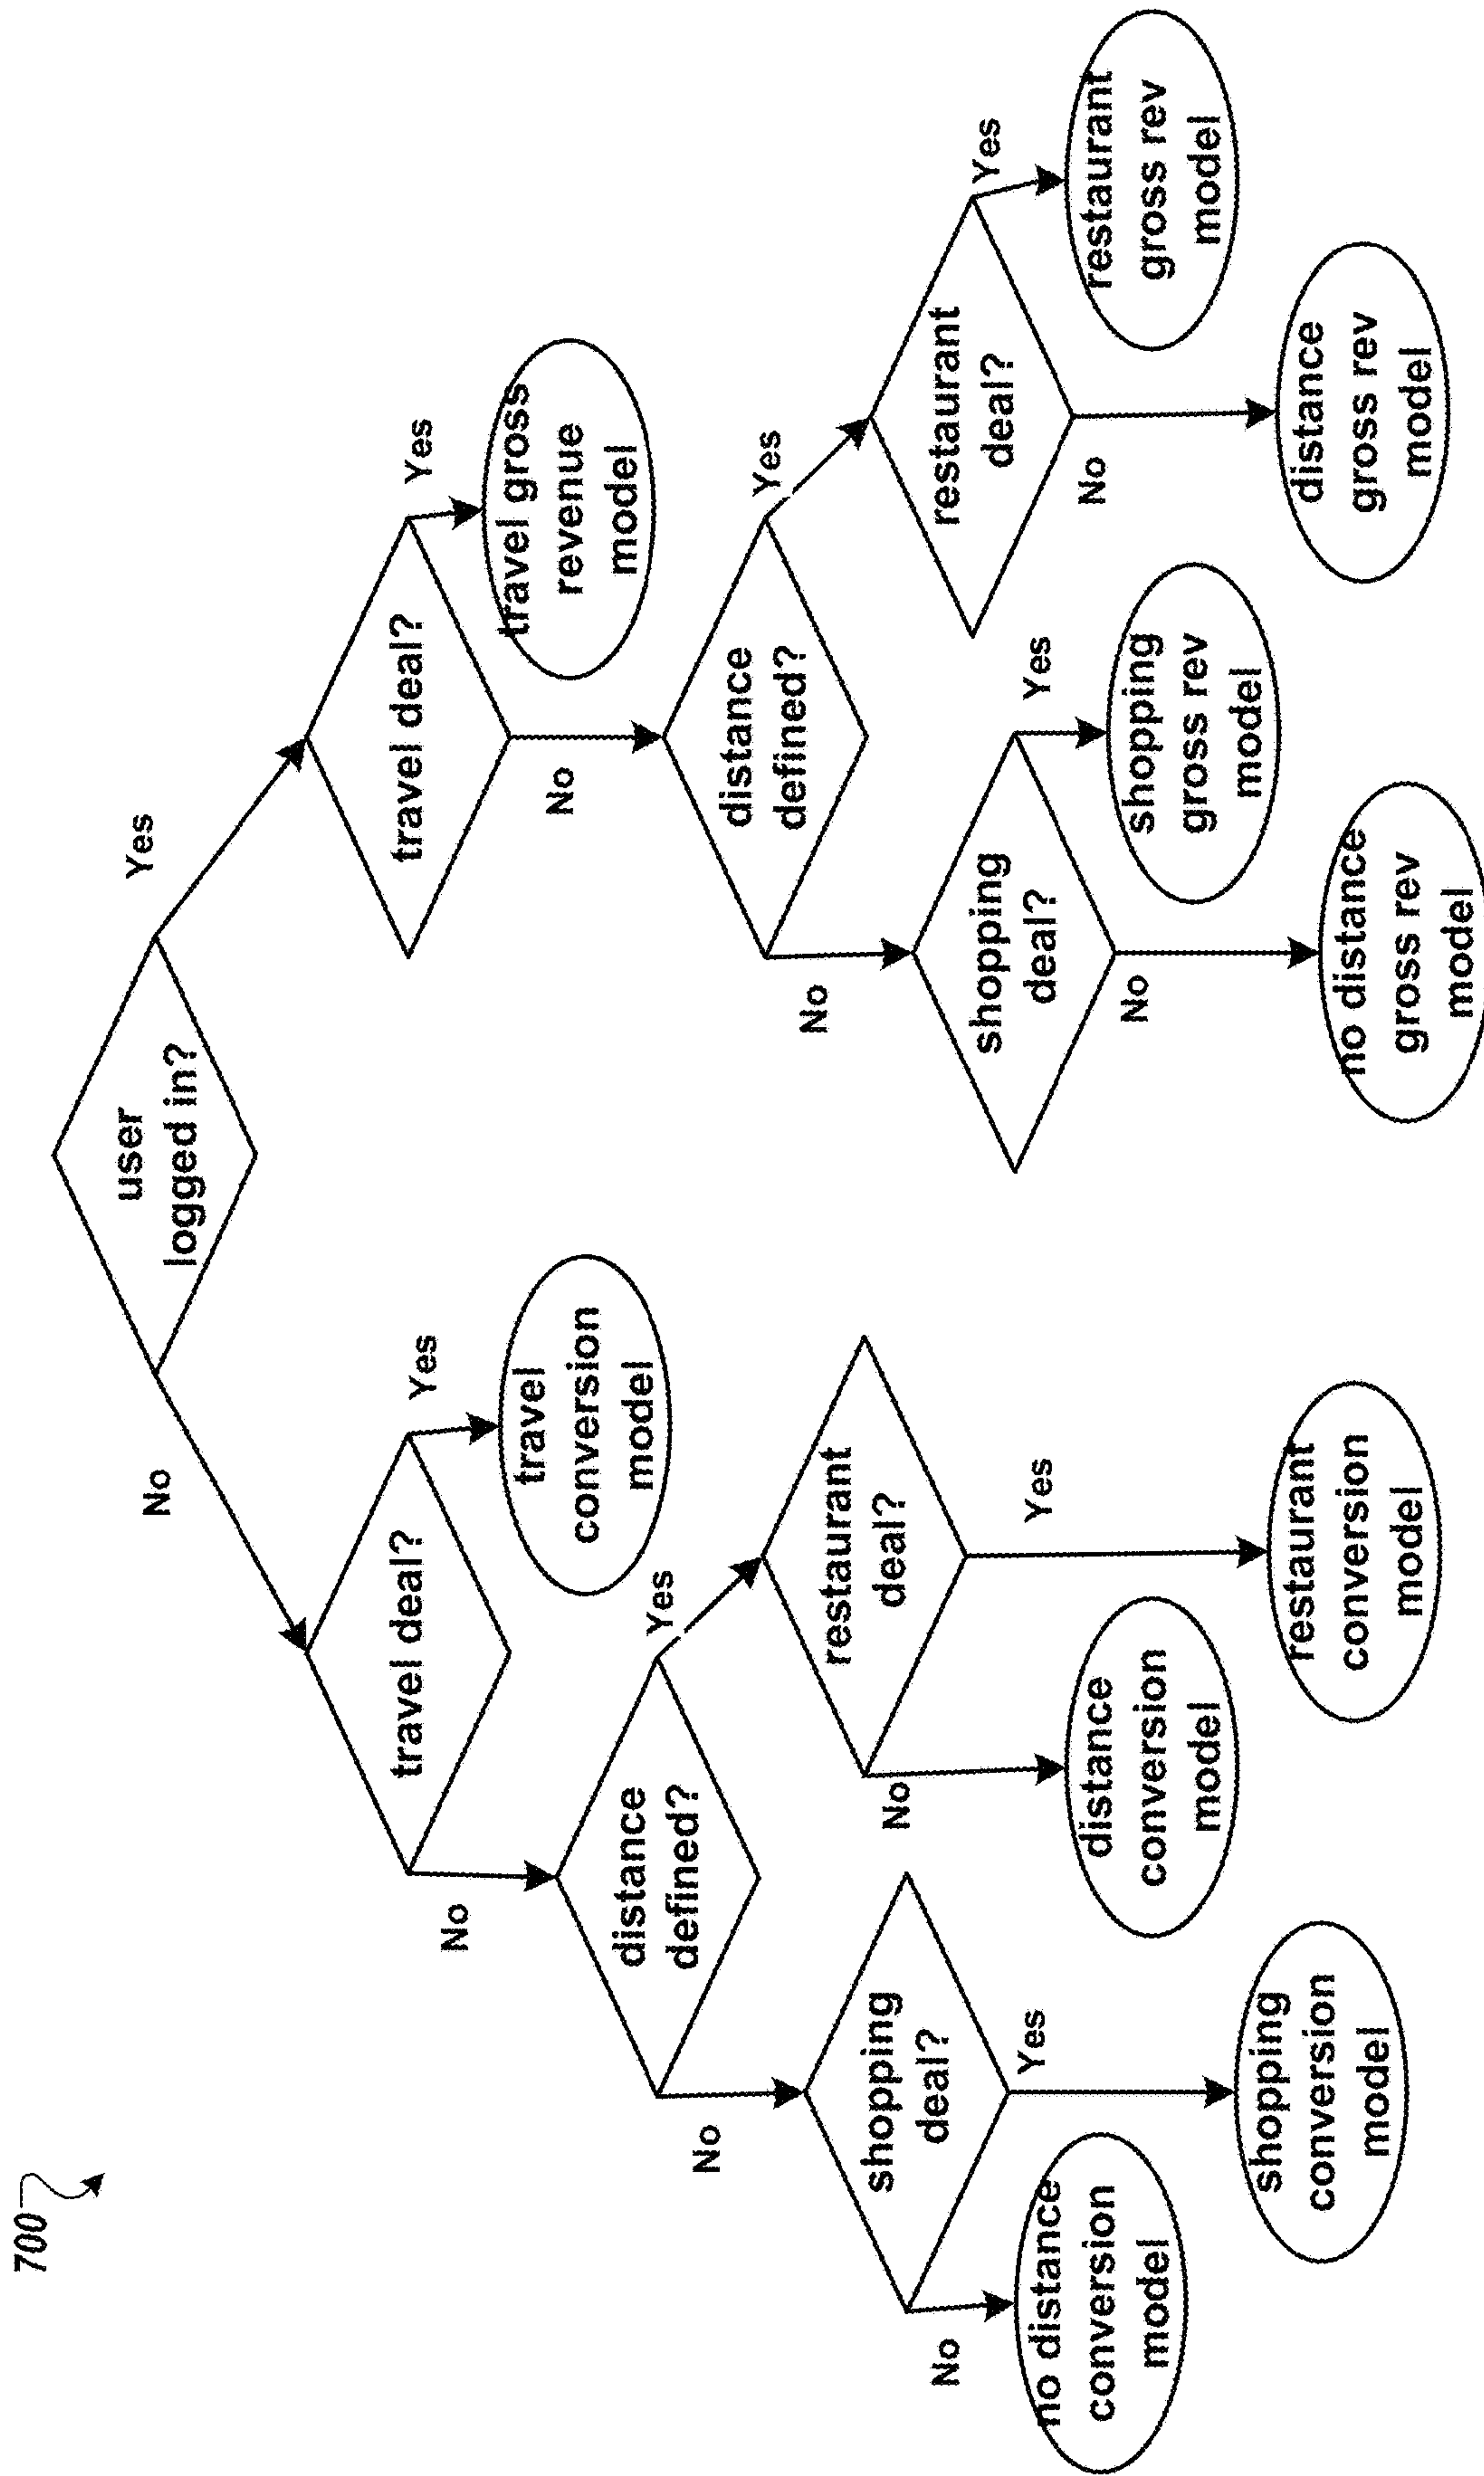 700
user
logged in?
No
Yes
travel deal?
Yes
travel
conversion
model
travel deal?
Yes
travel gross
revenue
model
No
distance
defined?
Yes
No
distance
defined?
Yes
No
shopping
deal?
No
no distance
conversion
model
Yes
shopping
conversion
model
restaurant
deal?
No
distance
conversion
model
Yes
restaurant
conversion
model
No
shopping
deal?
Yes
shopping
gross rev
model
No
no distance
gross rev
model
restaurant
deal?
Yes
restaurant
gross rev
model
No
distance
gross rev
model